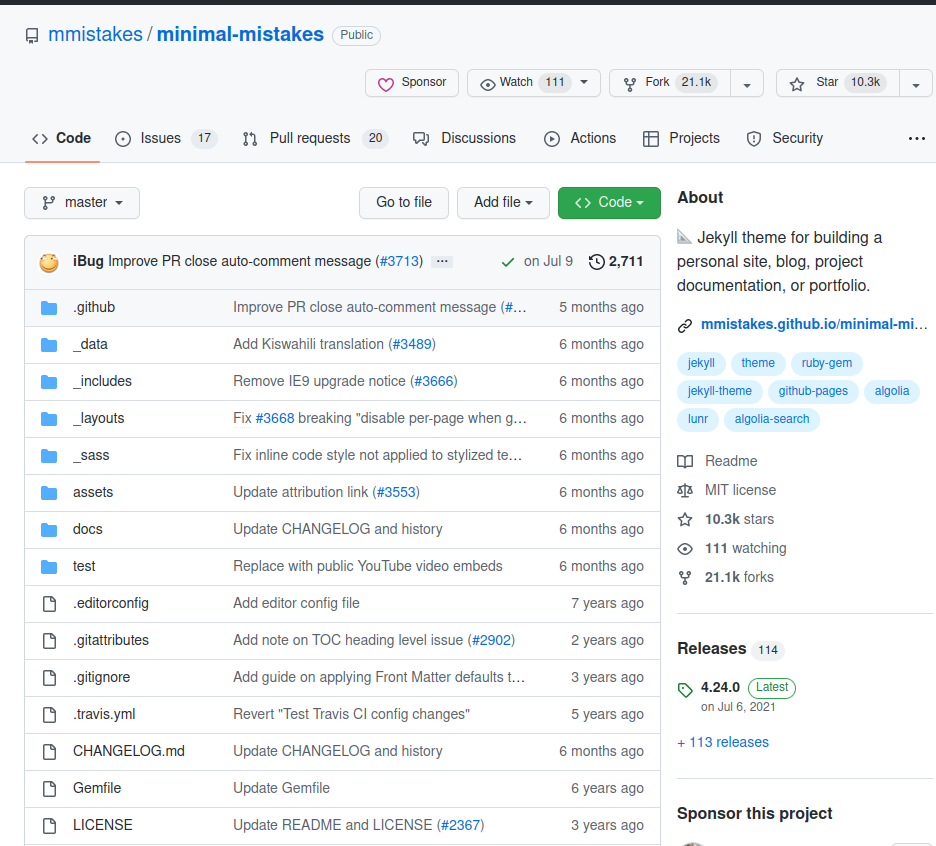 mmistakes / minimal-mistakes Public
Sponsor Watch 111 Fork 21.1k Star 10.3k
Code Issues 17 Pull requests 20 Discussions Actions Projects Security ...
master Go to file Add file Code
iBug Improve PR close auto-comment message (#3713) ... on Jul 9 2,711
.github Improve PR close auto-comment message (#… 5 months ago
_data Add Kiswahili translation (#3489) 6 months ago
_includes Remove IE9 upgrade notice (#3666) 6 months ago
_layouts Fix #3668 breaking "disable per-page when g… 6 months ago
_sass Fix inline code style not applied to stylized te… 6 months ago
assets Update attribution link (#3553) 6 months ago
docs Update CHANGELOG and history 6 months ago
test Replace with public YouTube video embeds 6 months ago
.editorconfig Add editor config file 7 years ago
.gitattributes Add note on TOC heading level issue (#2902) 2 years ago
.gitignore Add guide on applying Front Matter defaults t… 3 years ago
.travis.yml Revert "Test Travis CI config changes" 5 years ago
CHANGELOG.md Update CHANGELOG and history 6 months ago
Gemfile Update Gemfile 6 years ago
LICENSE Update README and LICENSE (#2367) 3 years ago
About
📐 Jekyll theme for building a
personal site, blog, project
documentation, or portfolio.
mmistakes.github.io/minimal-mi…
jekyll theme ruby-gem
jekyll-theme github-pages algolia
lunr algolia-search
Readme
MIT license
10.3k stars
111 watching
21.1k forks
Releases 114
4.24.0 Latest
on Jul 6, 2021
+ 113 releases
Sponsor this project